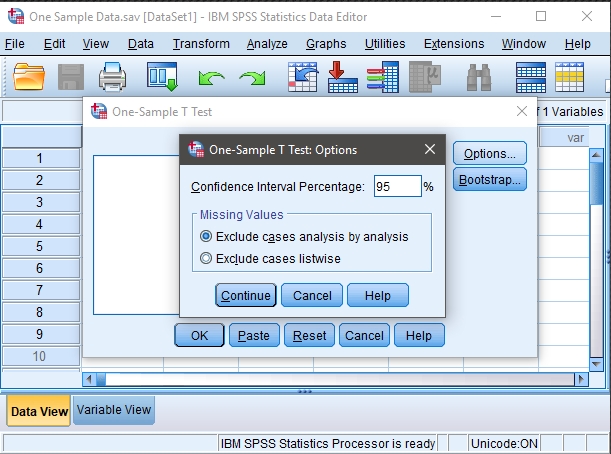 One Sample Data.sav [DataSet1] - IBM SPSS Statistics Data Editor
File Edit View Data Transform Analyze Graphs Utilities Extensions Window Help
One-Sample T Test
f 1 Variables
One-Sample T Test: Options
Options...
var
1
Confidence Interval Percentage: 95 %
Bootstrap...
2
3
Missing Values
4
Exclude cases analysis by analysis
5
Exclude cases listwise
6
7
Continue Cancel Help
8
9
OK Paste Reset Cancel Help
10
Data View Variable View
IBM SPSS Statistics Processor is ready Unicode:ON